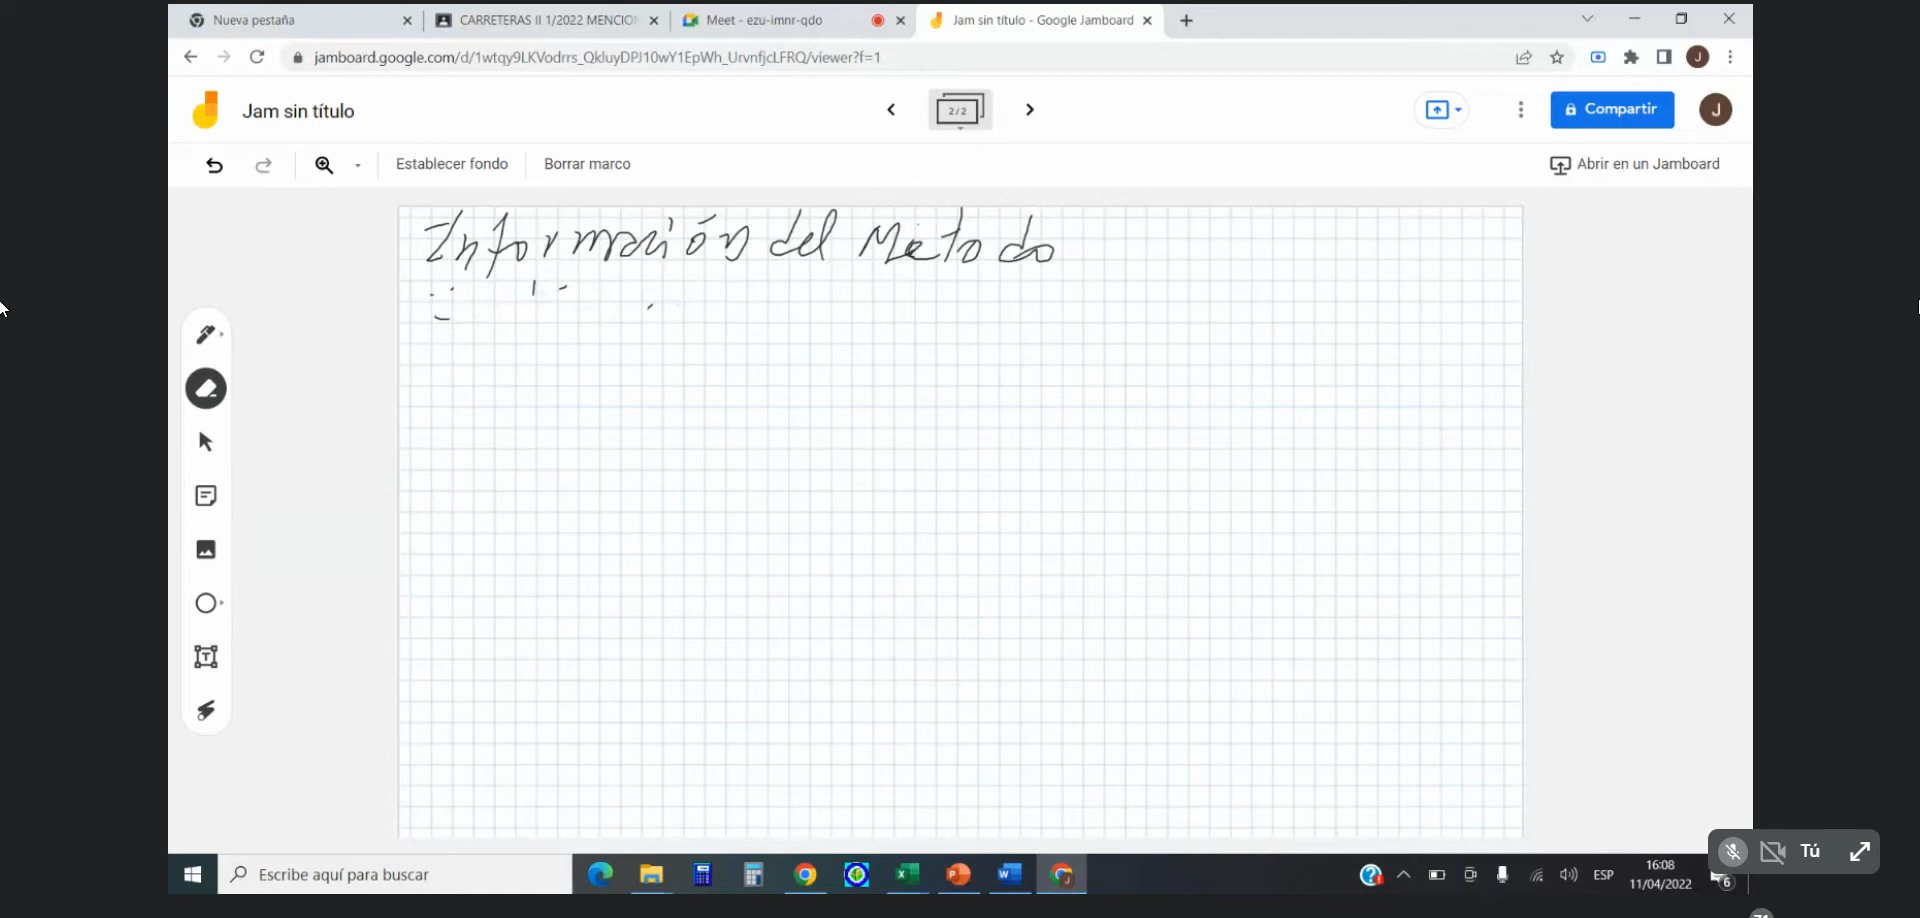 Nueva pestaña
CARRETERAS II 1/2022 MENCIO
Meet - ezu-imnr-qdo
Jam sin título - Google Jamboard
jamboard.google.com/d/1wtqy9LKVodrrs_QkluyDPJ10wY1EpWh_UrvnfjcLFRQ/viewer?f=1
J
Jam sin título
2/2
Compartir
J
Establecer fondo
Borrar marco
Abrir en un Jamboard
Información del Metodo
Tú
Escribe aquí para buscar
ESP
16:08
11/04/2022
6